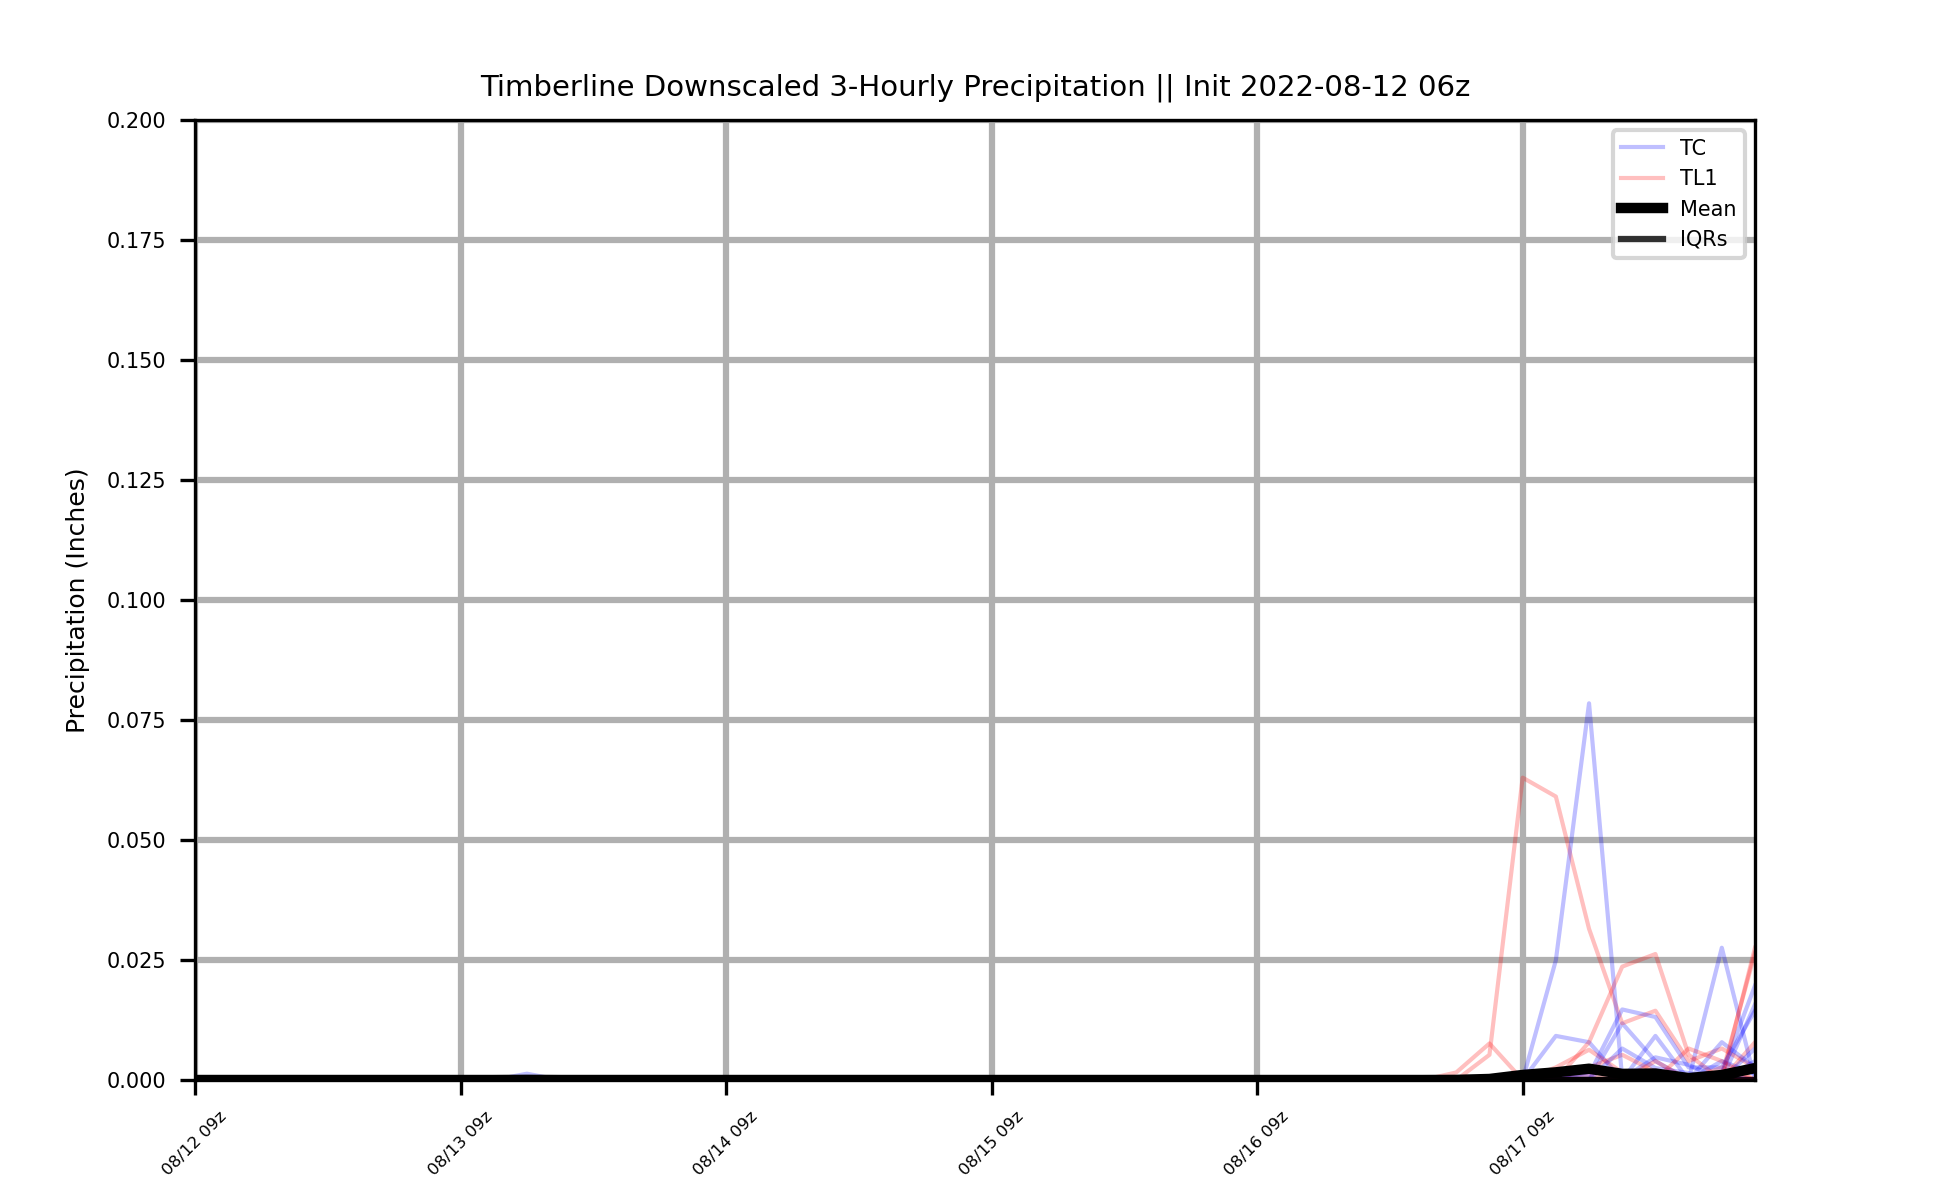 Timberline Downscaled 3-Hourly Precipitation || Init 2022-08-12 06z
TC
TL1
Mean
IQRs
Precipitation (Inches)
0.200
0.175
0.150
0.125
0.100
0.075
0.050
0.025
0.000
08/12 09z
08/13 09z
08/14 09z
08/15 09z
08/16 09z
08/17 09z